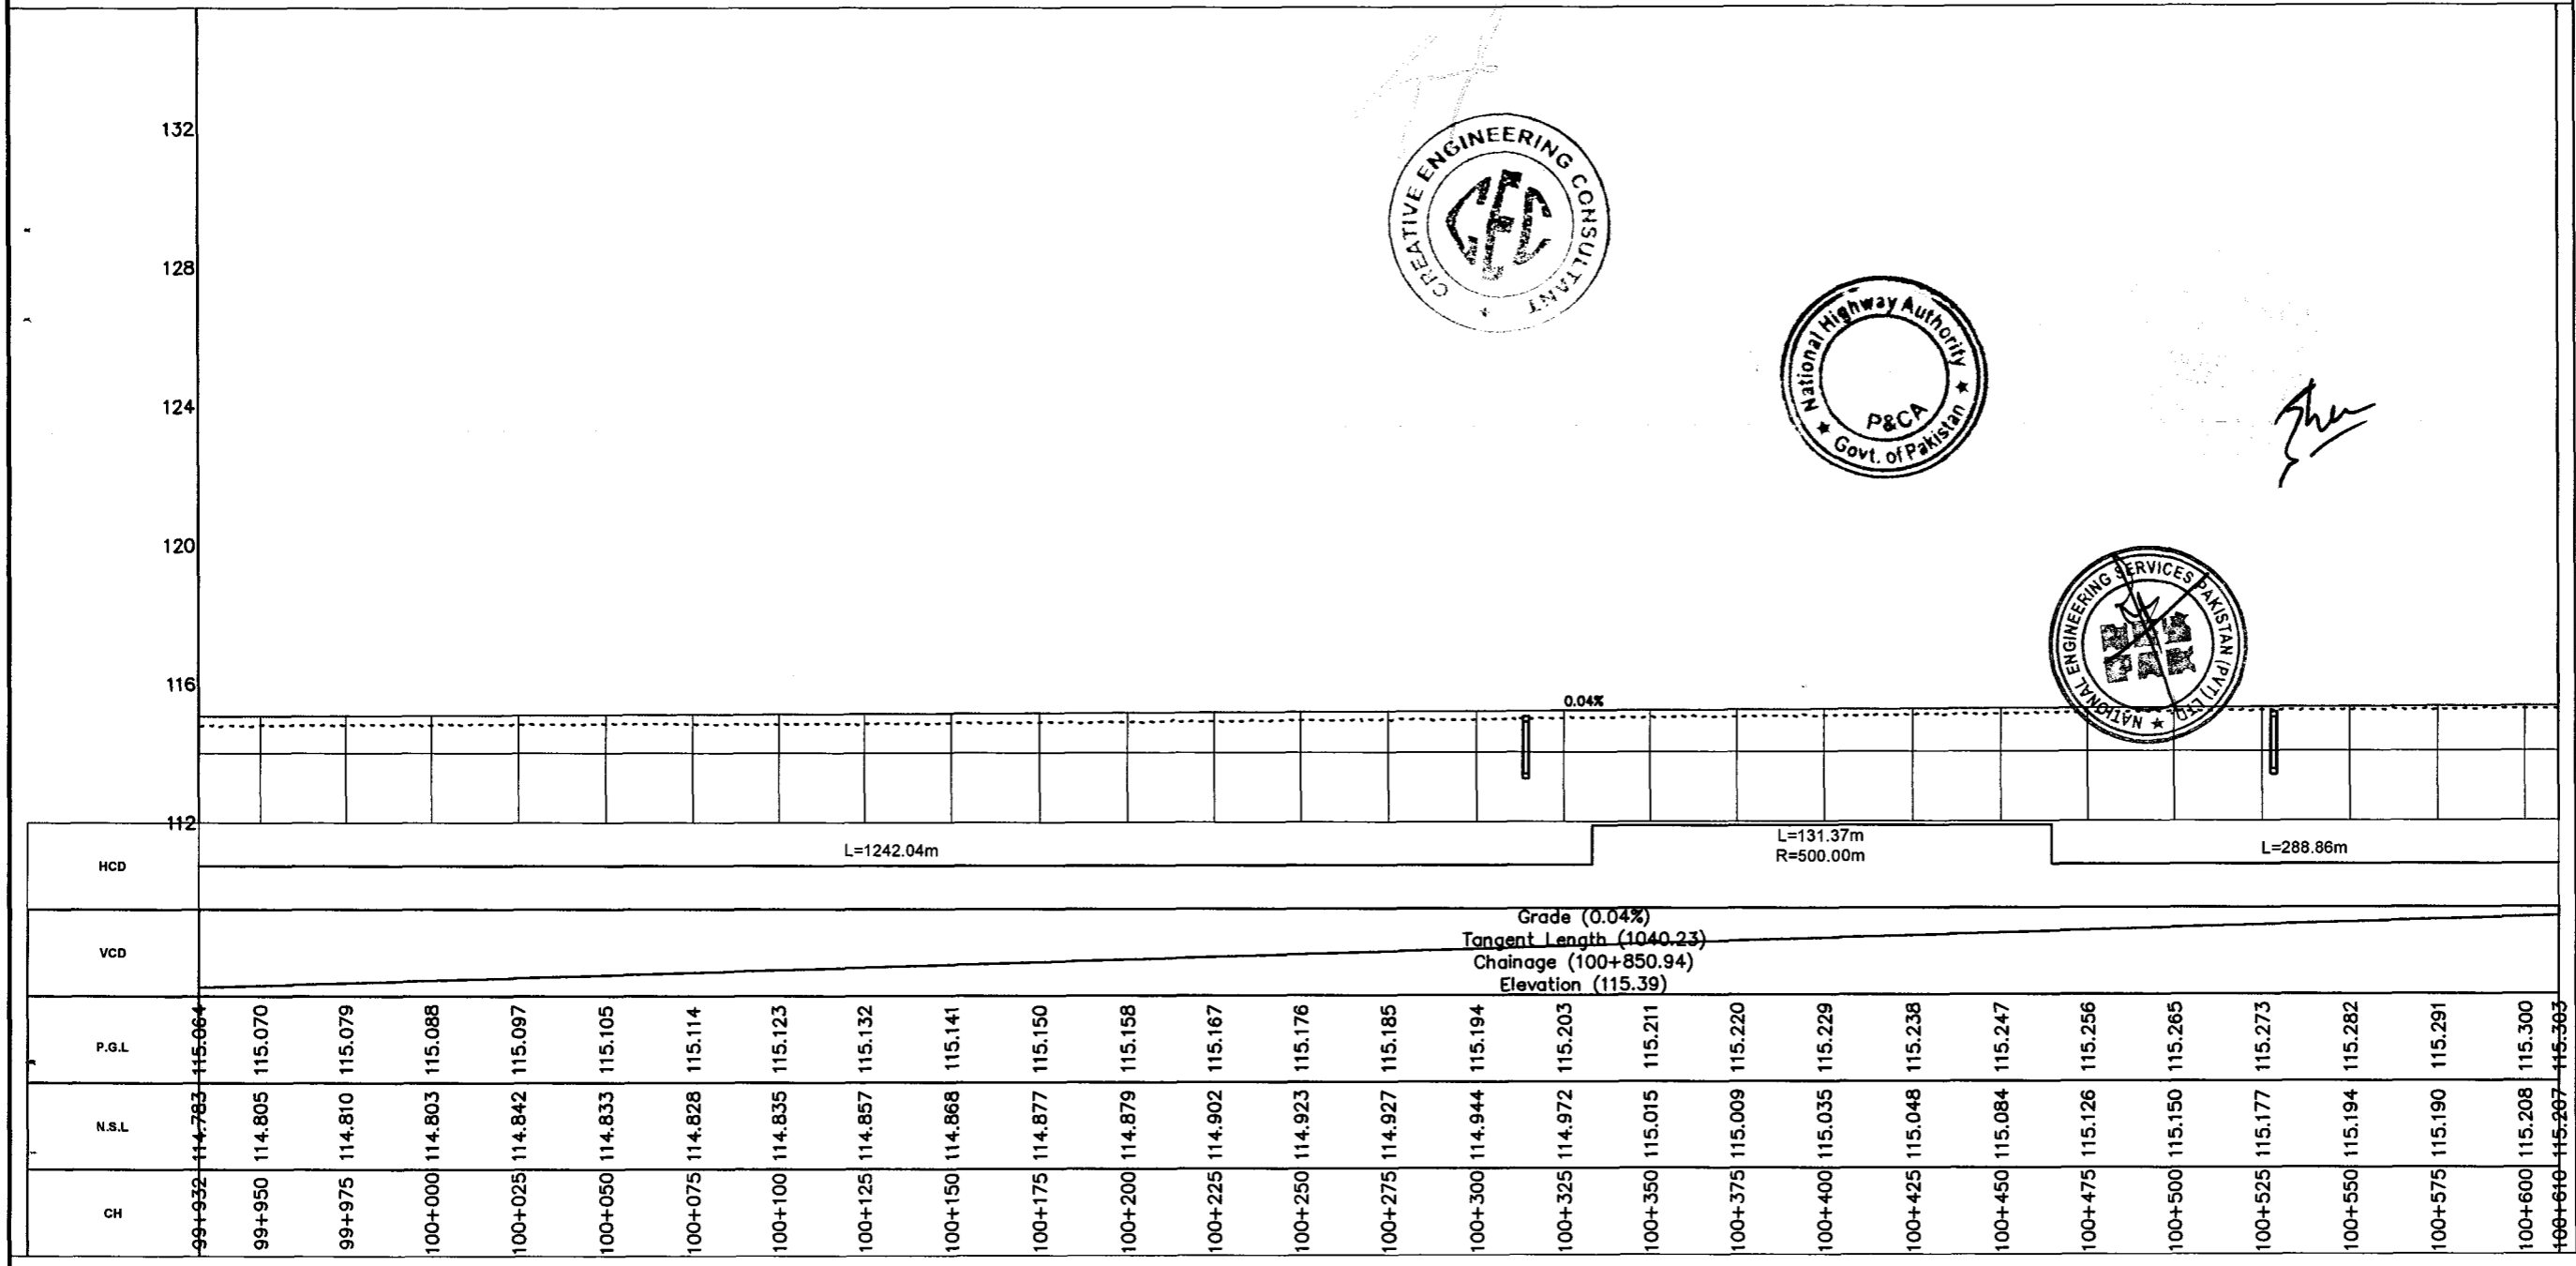 132
128
124
120
116
112
CREATIVE ENGINEERING CONSULTANT
CEC
National Highway Authority
P&CA
Govt. of Pakistan
NATIONAL ENGINEERING SERVICES PAKISTAN (PVT) LTD.
0.04%
HCD
L=1242.04m
L=131.37m
R=500.00m
L=288.86m
VCD
Grade (0.04%)
Tangent Length (1040.23)
Chainage (100+850.94)
Elevation (115.39)
P.G.L 115.064 115.070 115.079 115.088 115.097 115.105 115.114 115.123 115.132 115.141 115.150 115.158 115.167 115.176 115.185 115.194 115.203 115.211 115.220 115.229 115.238 115.247 115.256 115.265 115.273 115.282 115.291 115.300 115.303
N.S.L 114.783 114.805 114.810 114.803 114.842 114.833 114.828 114.835 114.857 114.868 114.877 114.879 114.902 114.923 114.927 114.944 114.972 115.015 115.009 115.035 115.048 115.084 115.126 115.150 115.177 115.194 115.190 115.208 115.207
CH 99+932 99+950 99+975 100+000 100+025 100+050 100+075 100+100 100+125 100+150 100+175 100+200 100+225 100+250 100+275 100+300 100+325 100+350 100+375 100+400 100+425 100+450 100+475 100+500 100+525 100+550 100+575 100+600 100+610